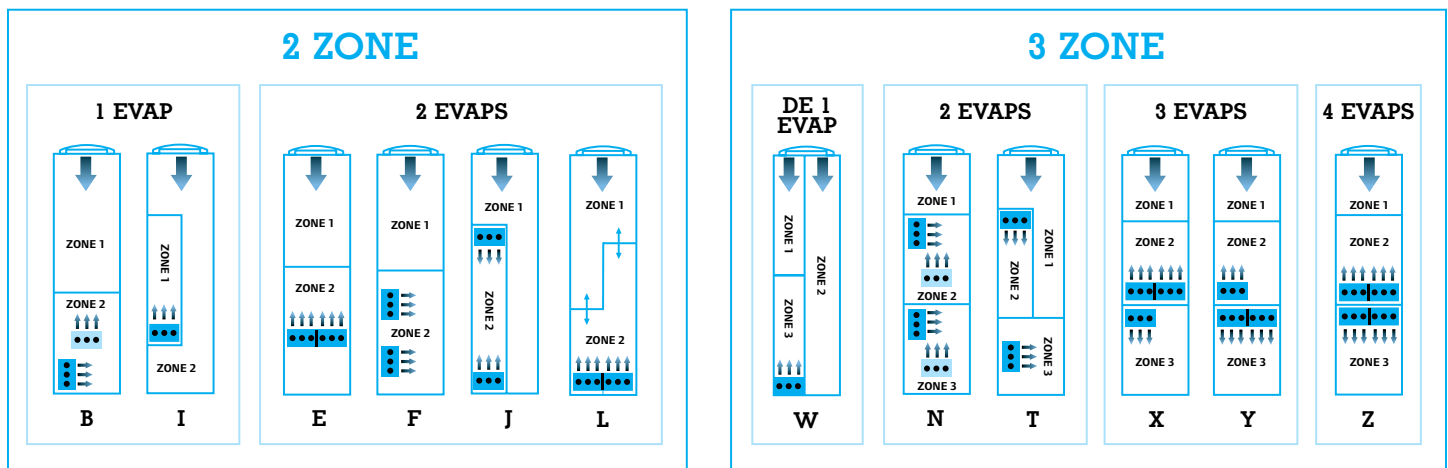 2 ZONE
1 EVAP
ZONE 1
ZONE 2
B
ZONE 1
ZONE 2
I
2 EVAPS
ZONE 1
ZONE 2
E
ZONE 1
ZONE 2
F
ZONE 1
ZONE 2
J
ZONE 1
ZONE 2
L
3 ZONE
DE 1
EVAP
ZONE 1
ZONE 2
ZONE 3
W
2 EVAPS
ZONE 1
ZONE 2
ZONE 3
N
ZONE 1
ZONE 2
ZONE 3
T
3 EVAPS
ZONE 1
ZONE 2
ZONE 3
X
ZONE 1
ZONE 2
ZONE 3
Y
4 EVAPS
ZONE 1
ZONE 2
ZONE 3
Z